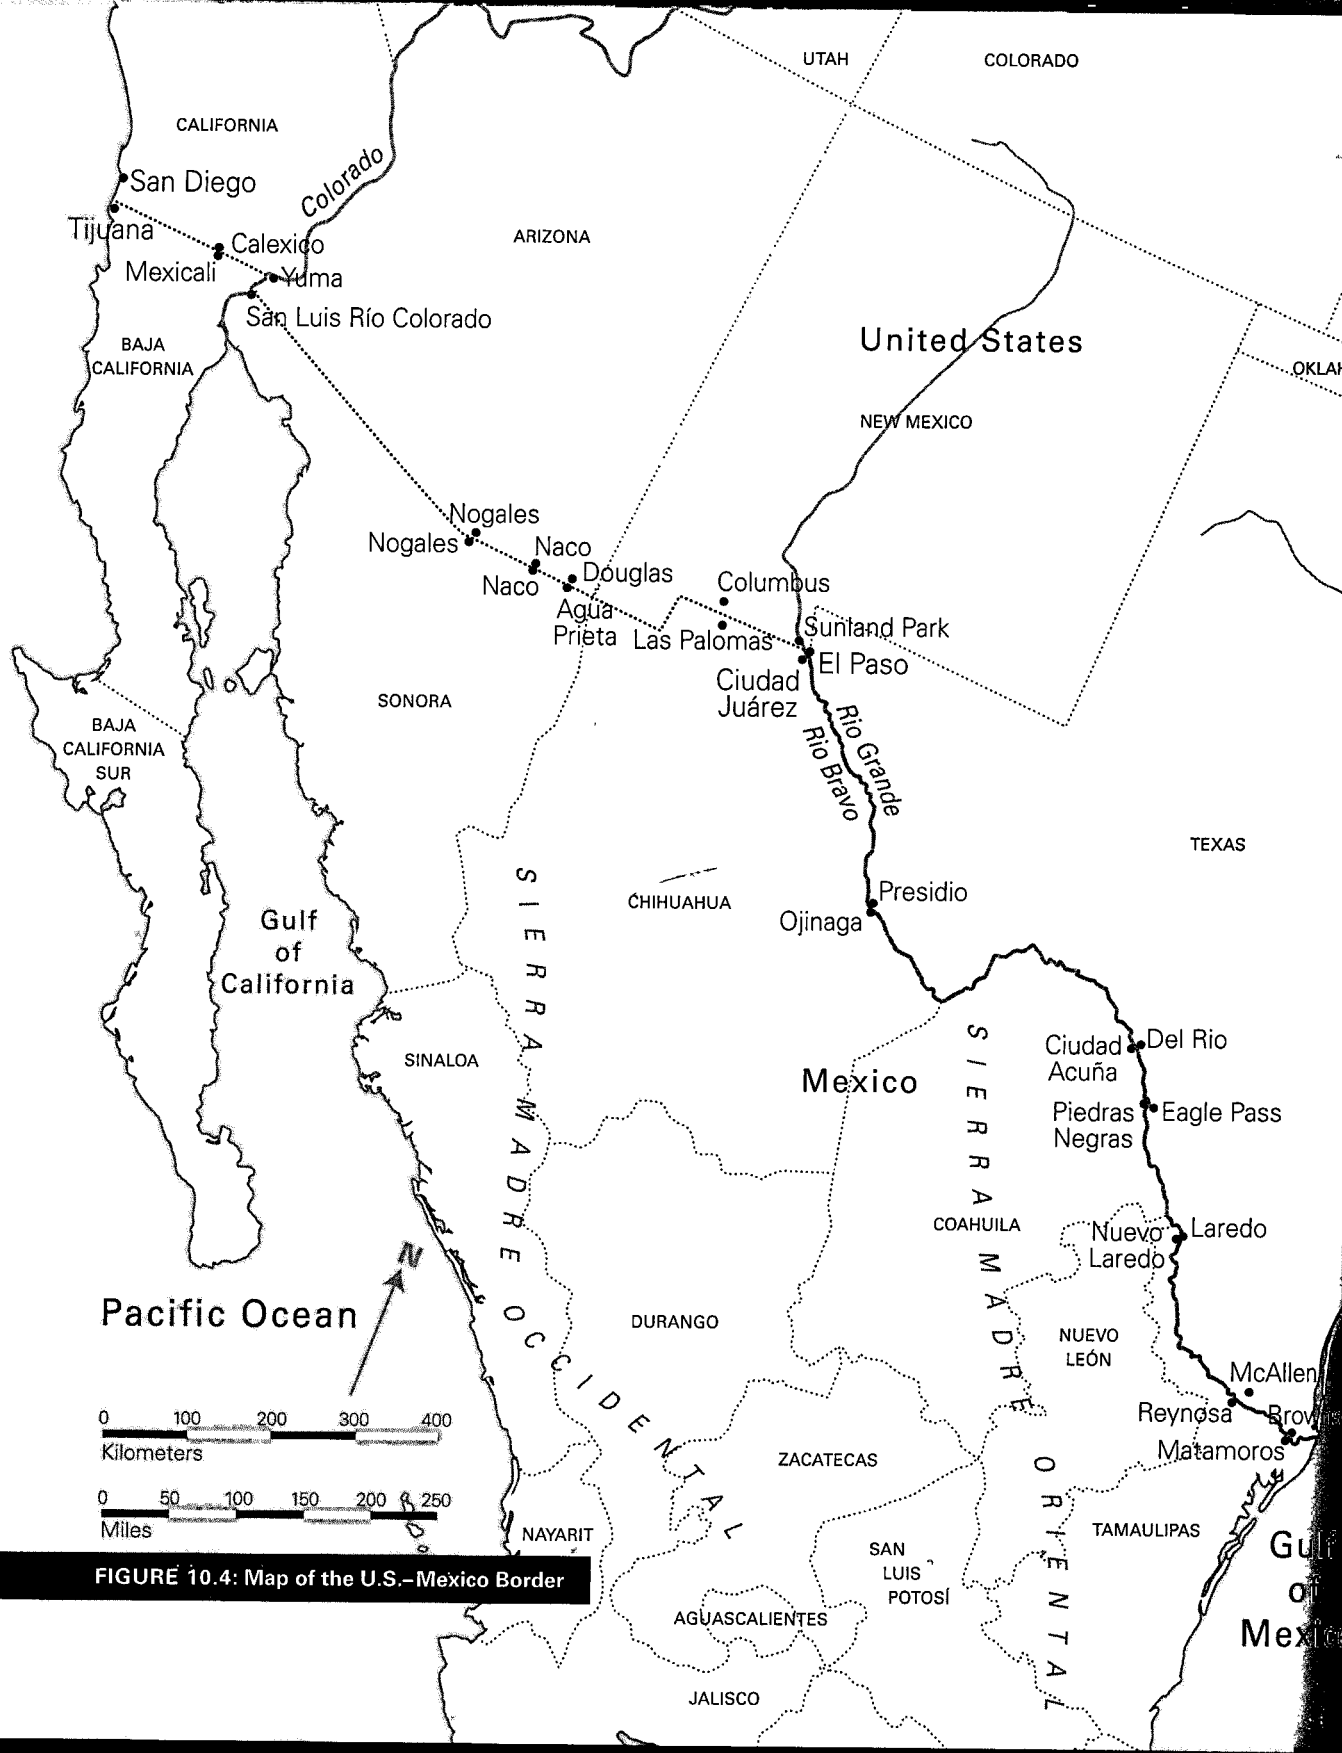 UTAH
COLORADO
CALIFORNIA
Colorado
San Diego
Tijuana
ARIZONA
Calexico
Mexicali
Yuma
San Luis Río Colorado
BAJA
CALIFORNIA
United States
NEW MEXICO
Nogales
Nogales
Naco
Naco
Douglas
Agua
Prieta
Columbus
Las Palomas
Sunland Park
El Paso
Ciudad
Juárez
SONORA
BAJA
CALIFORNIA
SUR
Rio Grande
Rio Bravo
TEXAS
CHIHUAHUA
Presidio
Ojinaga
Gulf
of
California
SIERRA MADRE OCCIDENTAL
SINALOA
Mexico
SIERRA MADRE ORIENTAL
Ciudad
Acuña
Del Rio
Piedras
Negras
Eagle Pass
COAHUILA
Nuevo
Laredo
Laredo
N
Pacific Ocean
DURANGO
NUEVO
LEÓN
McAllen
Reynosa
Matamoros
0 100 200 300 400
Kilometers
0 50 100 150 200 250
Miles
ZACATECAS
NAYARIT
SAN
LUIS
POTOSÍ
TAMAULIPAS
Gulf
of
FIGURE 10.4: Map of the U.S.–Mexico Border
AGUASCALIENTES
JALISCO